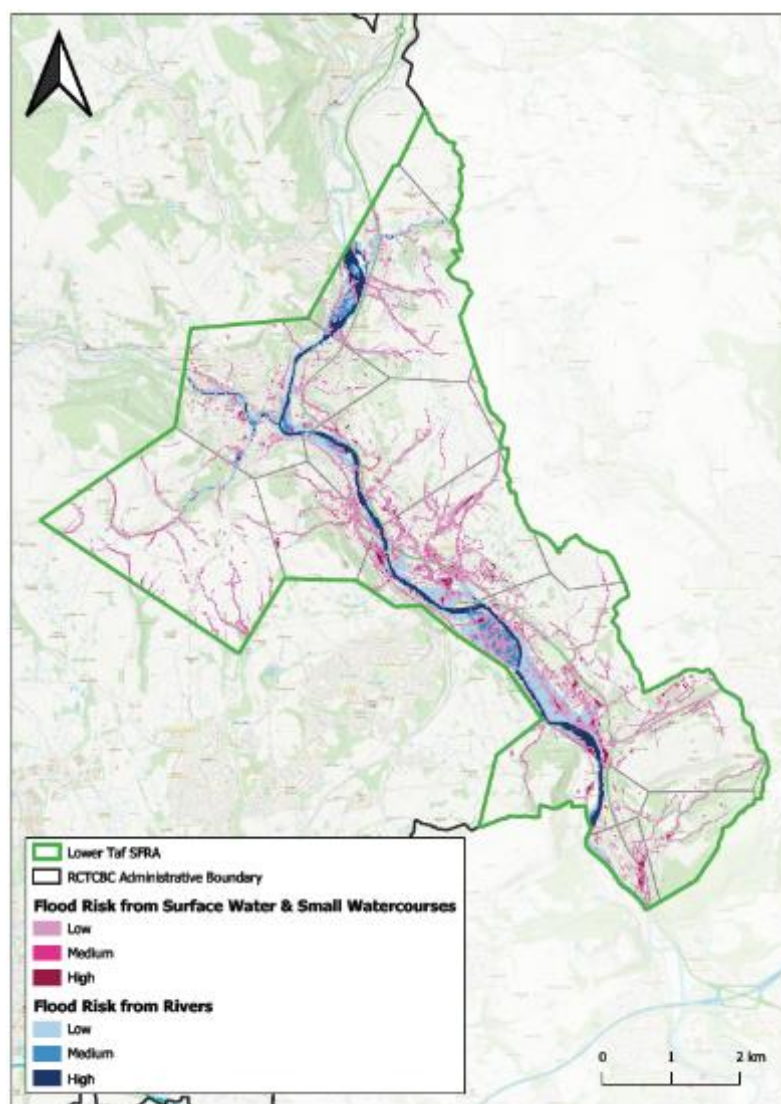 Lower Taf SFRA
RCTCBC Administrative Boundary
Flood Risk from Surface Water & Small Watercourses
Low
Medium
High
Flood Risk from Rivers
Low
Medium
High
0 1 2 km